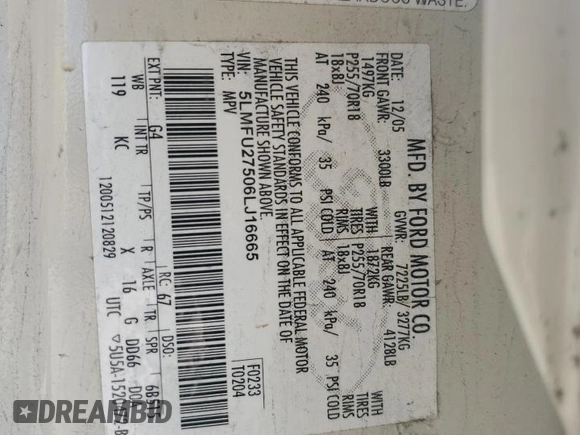 WASTE.
MFD. BY FORD MOTOR CO.
DATE: 12/05 GVWR: 7225LB/ 3277KG
FRONT GAWR: 3300LB REAR GAWR: 4128LB
1497KG WITH 1872KG WITH
P255/70R18 TIRES P255/70R18 TIRES
18x8J RIMS 18x8J RIMS
AT 240 kPa/ 35 PSI COLD AT 240 kPa/ 35 PSI COLD
THIS VEHICLE CONFORMS TO ALL APPLICABLE FEDERAL MOTOR
VEHICLE SAFETY STANDARDS IN EFFECT ON THE DATE OF
MANUFACTURE SHOWN ABOVE.
VIN: 5LMFU27506LJ16665
TYPE: MPV
F0233
T0204
EXT PNT: G4 RC: 67 DSO:
WB INT TR TP/PS R AXLE TR SPR
119 KC X 16 G DD66
1200512120829 UTC
DREAMBID